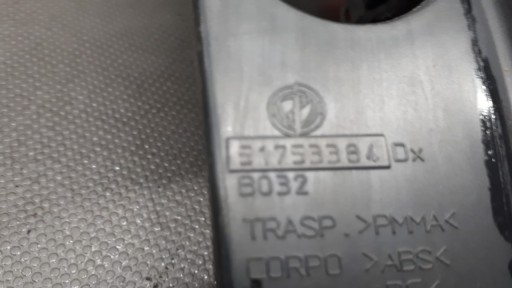 51753384 Dx
B032
TRASP. >PMMA<
CORPO >ABS<